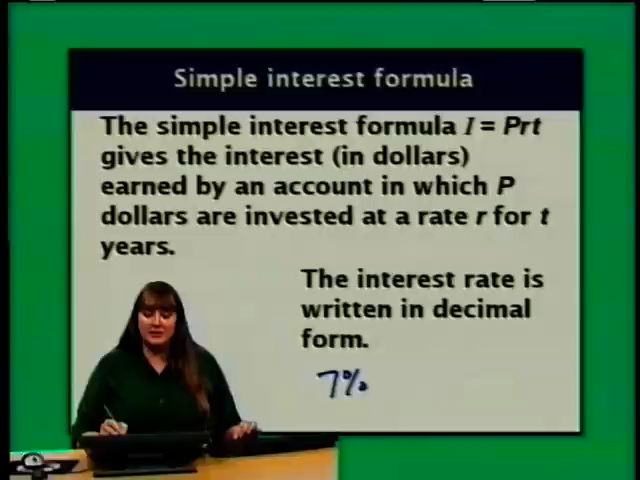 Simple interest formula
The simple interest formula I = Prt
gives the interest (in dollars)
earned by an account in which P
dollars are invested at a rate r for t
years.
The interest rate is
written in decimal
form.
7%